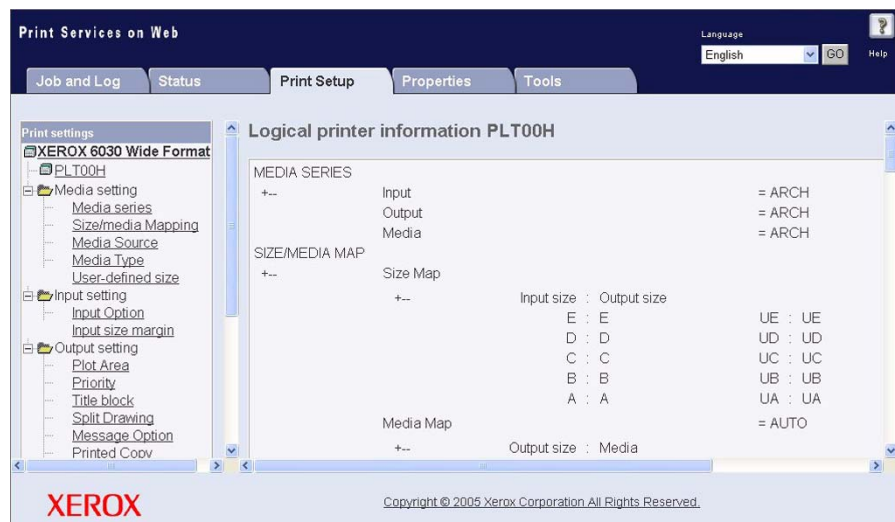 Print Services on Web
Language
English GO Help
Job and Log Status Print Setup Properties Tools
Print settings
XEROX 6030 Wide Format
PLT00H
Media setting
Media series
Size/media Mapping
Media Source
Media Type
User-defined size
Input setting
Input Option
Input size margin
Output setting
Plot Area
Priority
Title block
Split Drawing
Message Option
Printed Copy
Logical printer information PLT00H
MEDIA SERIES
+-- Input = ARCH
Output = ARCH
Media = ARCH
SIZE/MEDIA MAP
+-- Size Map
+-- Input size : Output size
E : E UE : UE
D : D UD : UD
C : C UC : UC
B : B UB : UB
A : A UA : UA
Media Map = AUTO
+-- Output size : Media
XEROX
Copyright © 2005 Xerox Corporation All Rights Reserved.